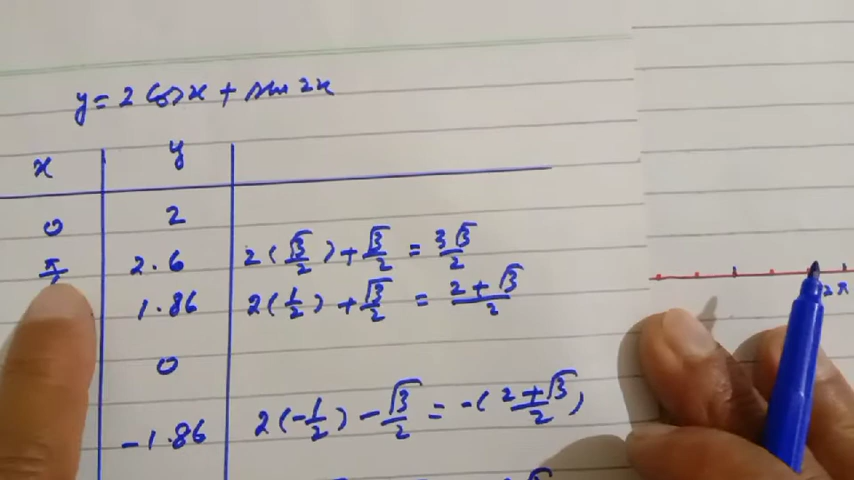 y = 2 cos x + sin 2x
x y
0 2
π 2.6 2(√3/2) + √3/2 = 3√3/2
1.86 2(1/2) + √3/2 = 2+√3/2
0
-1.86 2(-1/2) - √3/2 = -(2+√3/2)
2π